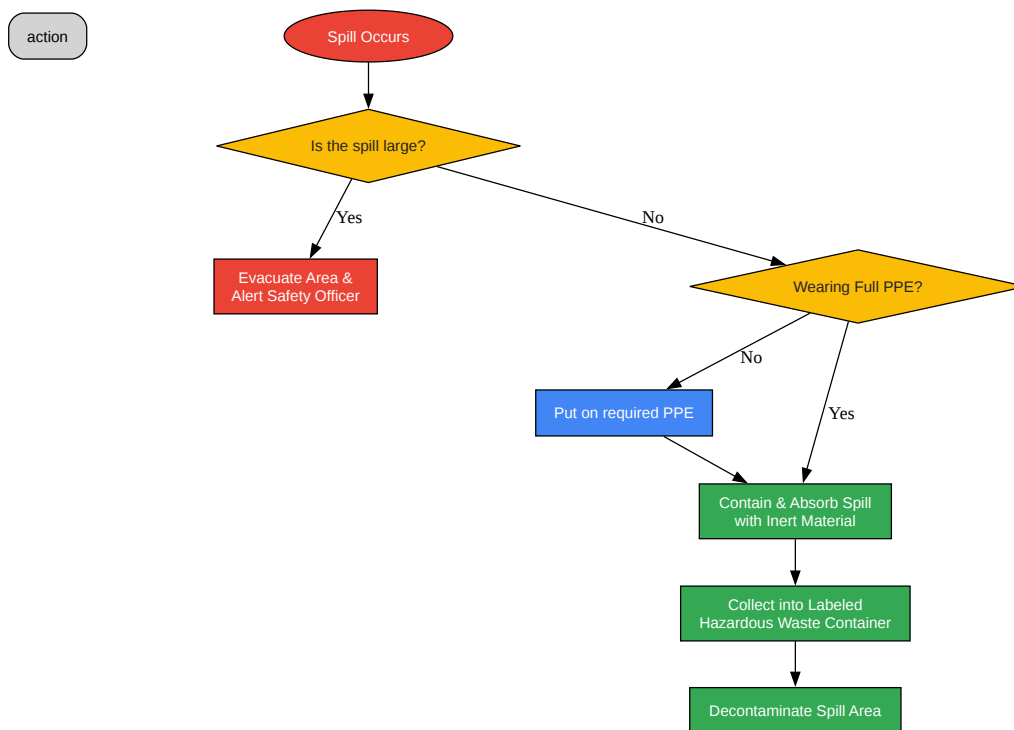 action
Spill Occurs
Is the spill large?
Yes
No
Evacuate Area &
Alert Safety Officer
Wearing Full PPE?
No
Put on required PPE
Yes
Contain & Absorb Spill
with Inert Material
Collect into Labeled
Hazardous Waste Container
Decontaminate Spill Area